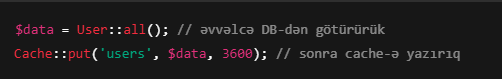 $data = User::all(); // əvvəlcə DB-dən götürürük
Cache::put('users', $data, 3600); // sonra cache-ə yazırıq